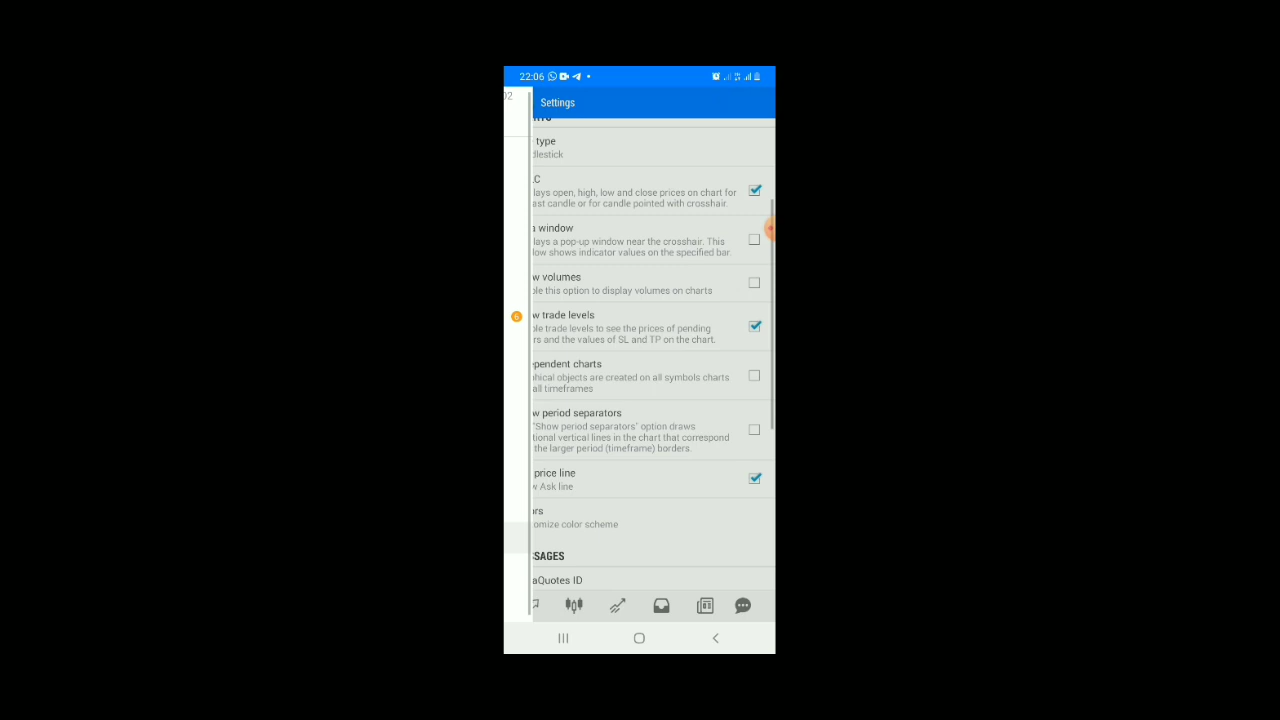 22:06
Settings
type
C
lays open, high, low and close prices on chart for
ast candle or for candle pointed with crosshair.
window
lays a pop-up window near the crosshair. This
ow shows indicator values on the specified bar.
w volumes
ble this option to display volumes on charts
6
w trade levels
ble trade levels to see the prices of pending
rs and the values of SL and TP on the chart.
pendent charts
hical objects are created on all symbols charts
all timeframes
w period separators
"Show period separators" option draws
tional vertical lines in the chart that correspond
the larger period (timeframe) borders.
price line
w Ask line
rs
omize color scheme
SAGES
aQuotes ID